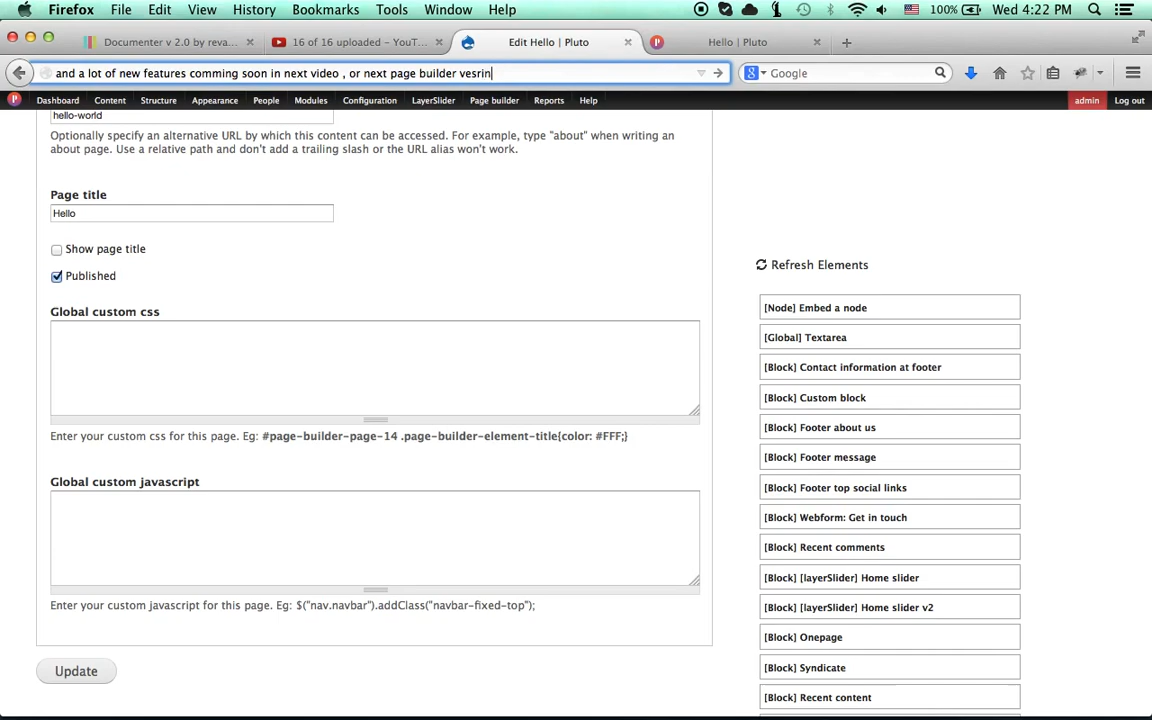 Firefox File Edit View History Bookmarks Tools Window Help 100% Wed 4:22 PM
Documenter v 2.0 by reva... 16 of 16 uploaded – YouT... Edit Hello | Pluto Hello | Pluto
and a lot of new features comming soon in next video , or next page builder vesrin Google
Dashboard Content Structure Appearance People Modules Configuration LayerSlider Page builder Reports Help admin Log out
hello-world
Optionally specify an alternative URL by which this content can be accessed. For example, type "about" when writing an
about page. Use a relative path and don't add a trailing slash or the URL alias won't work.
Page title
Hello
Show page title
Published
Global custom css
Enter your custom css for this page. Eg: #page-builder-page-14 .page-builder-element-title{color: #FFF;}
Global custom javascript
Enter your custom javascript for this page. Eg: $("nav.navbar").addClass("navbar-fixed-top");
Update
Refresh Elements
[Node] Embed a node
[Global] Textarea
[Block] Contact information at footer
[Block] Custom block
[Block] Footer about us
[Block] Footer message
[Block] Footer top social links
[Block] Webform: Get in touch
[Block] Recent comments
[Block] [layerSlider] Home slider
[Block] [layerSlider] Home slider v2
[Block] Onepage
[Block] Syndicate
[Block] Recent content